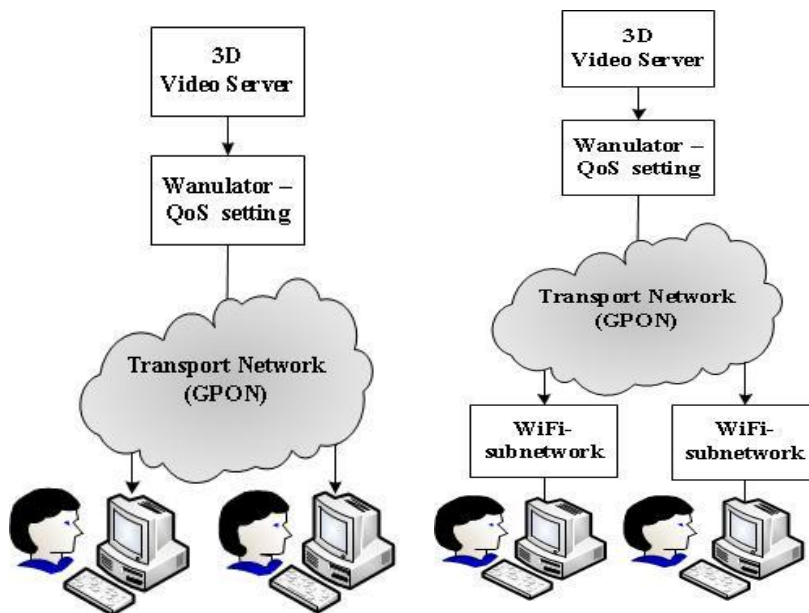 3D
Video Server
Wanulator –
QoS setting
Transport Network
(GPON)
3D
Video Server
Wanulator –
QoS setting
Transport Network
(GPON)
WiFi-
subnetwork
WiFi-
subnetwork